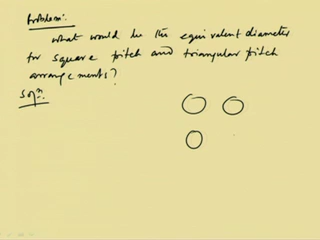 Problem:
What would be the equivalent diameter
for square pitch and triangular pitch
arrangements?
Solⁿ: